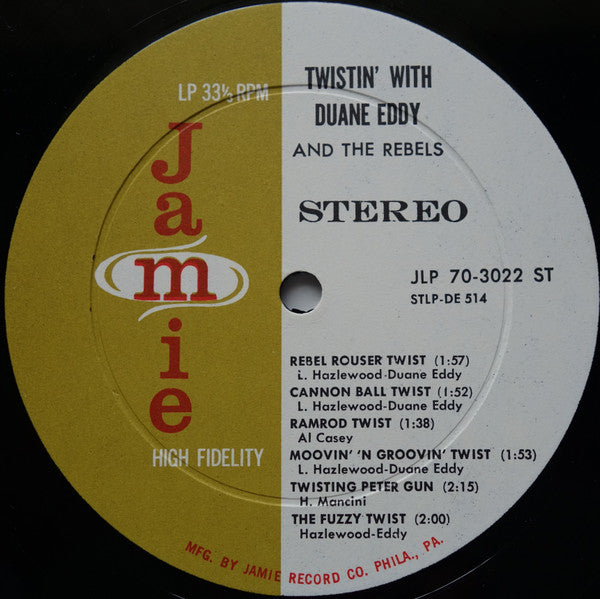 LP 33⅓ RPM
Jamie
HIGH FIDELITY
TWISTIN' WITH
DUANE EDDY
AND THE REBELS
STEREO
JLP 70-3022 ST
STLP-DE 514
REBEL ROUSER TWIST (1:57)
L. Hazlewood-Duane Eddy
CANNON BALL TWIST (1:52)
L. Hazlewood-Duane Eddy
RAMROD TWIST (1:38)
Al Casey
MOOVIN' 'N GROOVIN' TWIST (1:53)
L. Hazlewood-Duane Eddy
TWISTING PETER GUN (2:15)
H. Mancini
THE FUZZY TWIST (2:00)
Hazlewood-Eddy
MFG. BY JAMIE RECORD CO. PHILA., PA.